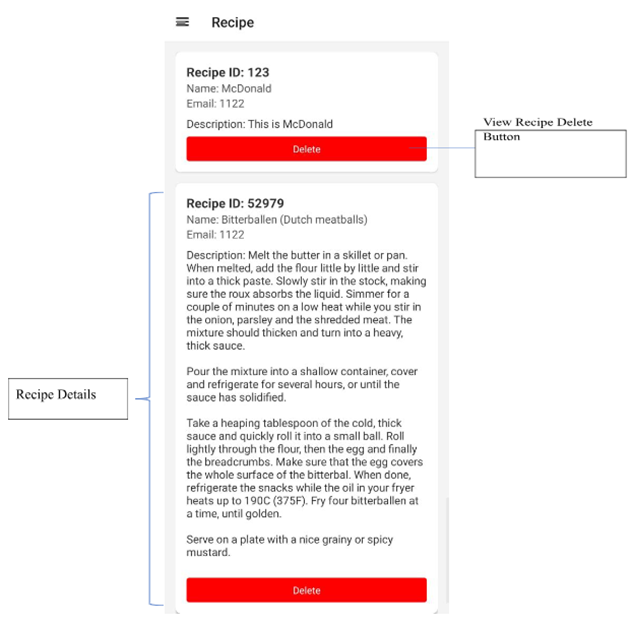 Recipe
Recipe ID: 123
Name: McDonald
Email: 1122
Description: This is McDonald
Delete
View Recipe Delete
Button
Recipe ID: 52979
Name: Bitterballen (Dutch meatballs)
Email: 1122
Description: Melt the butter in a skillet or pan.
When melted, add the flour little by little and stir
into a thick paste. Slowly stir in the stock, making
sure the roux absorbs the liquid. Simmer for a
couple of minutes on a low heat while you stir in
the onion, parsley and the shredded meat. The
mixture should thicken and turn into a heavy,
thick sauce.
Pour the mixture into a shallow container, cover
and refrigerate for several hours, or until the
sauce has solidified.
Take a heaping tablespoon of the cold, thick
sauce and quickly roll it into a small ball. Roll
lightly through the flour, then the egg and finally
the breadcrumbs. Make sure that the egg covers
the whole surface of the bitterbal. When done,
refrigerate the snacks while the oil in your fryer
heats up to 190C (375F). Fry four bitterballen at
a time, until golden.
Serve on a plate with a nice grainy or spicy
mustard.
Delete
Recipe Details